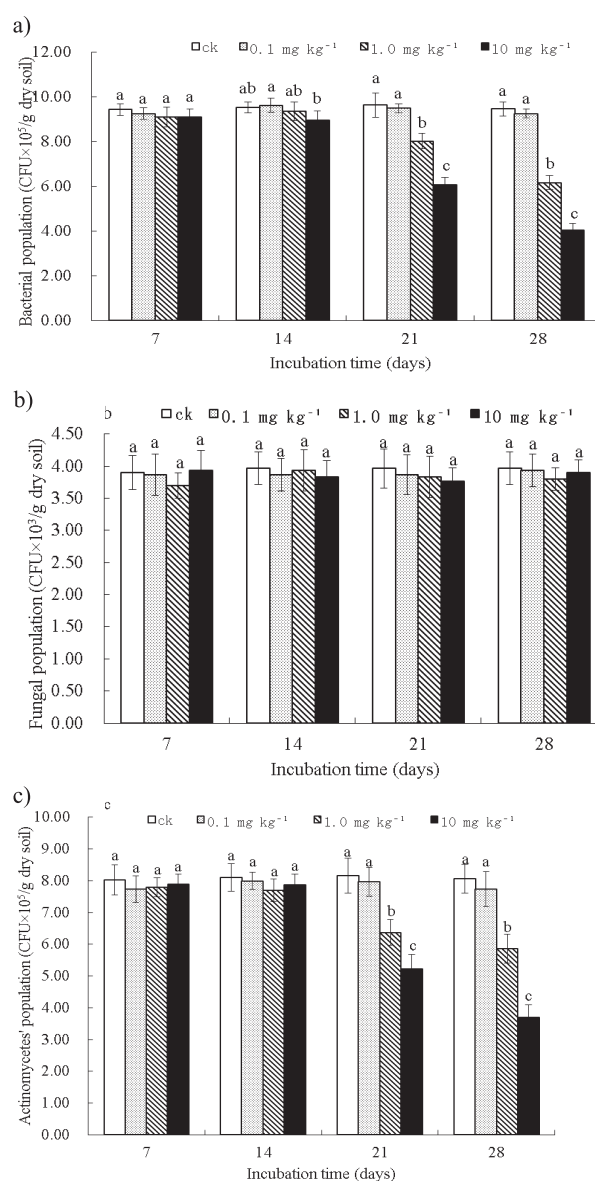 a)
ck 0.1 mg kg⁻¹ 1.0 mg kg⁻¹ 10 mg kg⁻¹
Bacterial population (CFU×10⁵/g dry soil)
12.00
10.00
8.00
6.00
4.00
2.00
0.00
a a a a ab a ab b a a b c a a b c
7 14 21 28
Incubation time (days)
b)
b ck 0.1 mg kg⁻¹ 1.0 mg kg⁻¹ 10 mg kg⁻¹
Fungal population (CFU×10³/g dry soil)
4.50
4.00
3.50
3.00
2.50
2.00
1.50
1.00
0.50
0.00
a a a a a a a a a a a a a a a a
7 14 21 28
Incubation time (days)
c)
c
ck 0.1 mg kg⁻¹ 1.0 mg kg⁻¹ 10 mg kg⁻¹
Actinomycetes' population (CFU×10⁵/g dry soil)
10.00
9.00
8.00
7.00
6.00
5.00
4.00
3.00
2.00
1.00
0.00
a a a a a a a a a a b c a a b c
7 14 21 28
Incubation time (days)